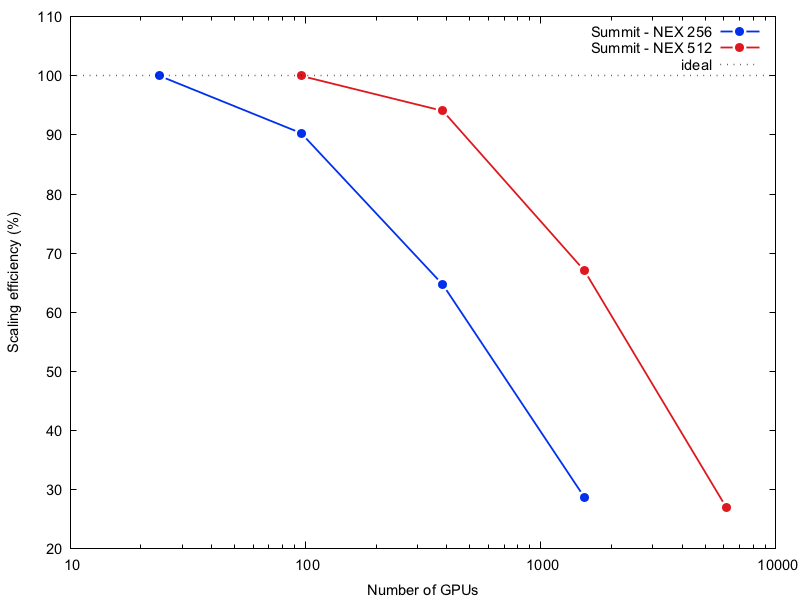 110
100
90
80
70
60
50
40
30
20
Scaling efficiency (%)
Summit - NEX 256
Summit - NEX 512
ideal
10
100
1000
10000
Number of GPUs